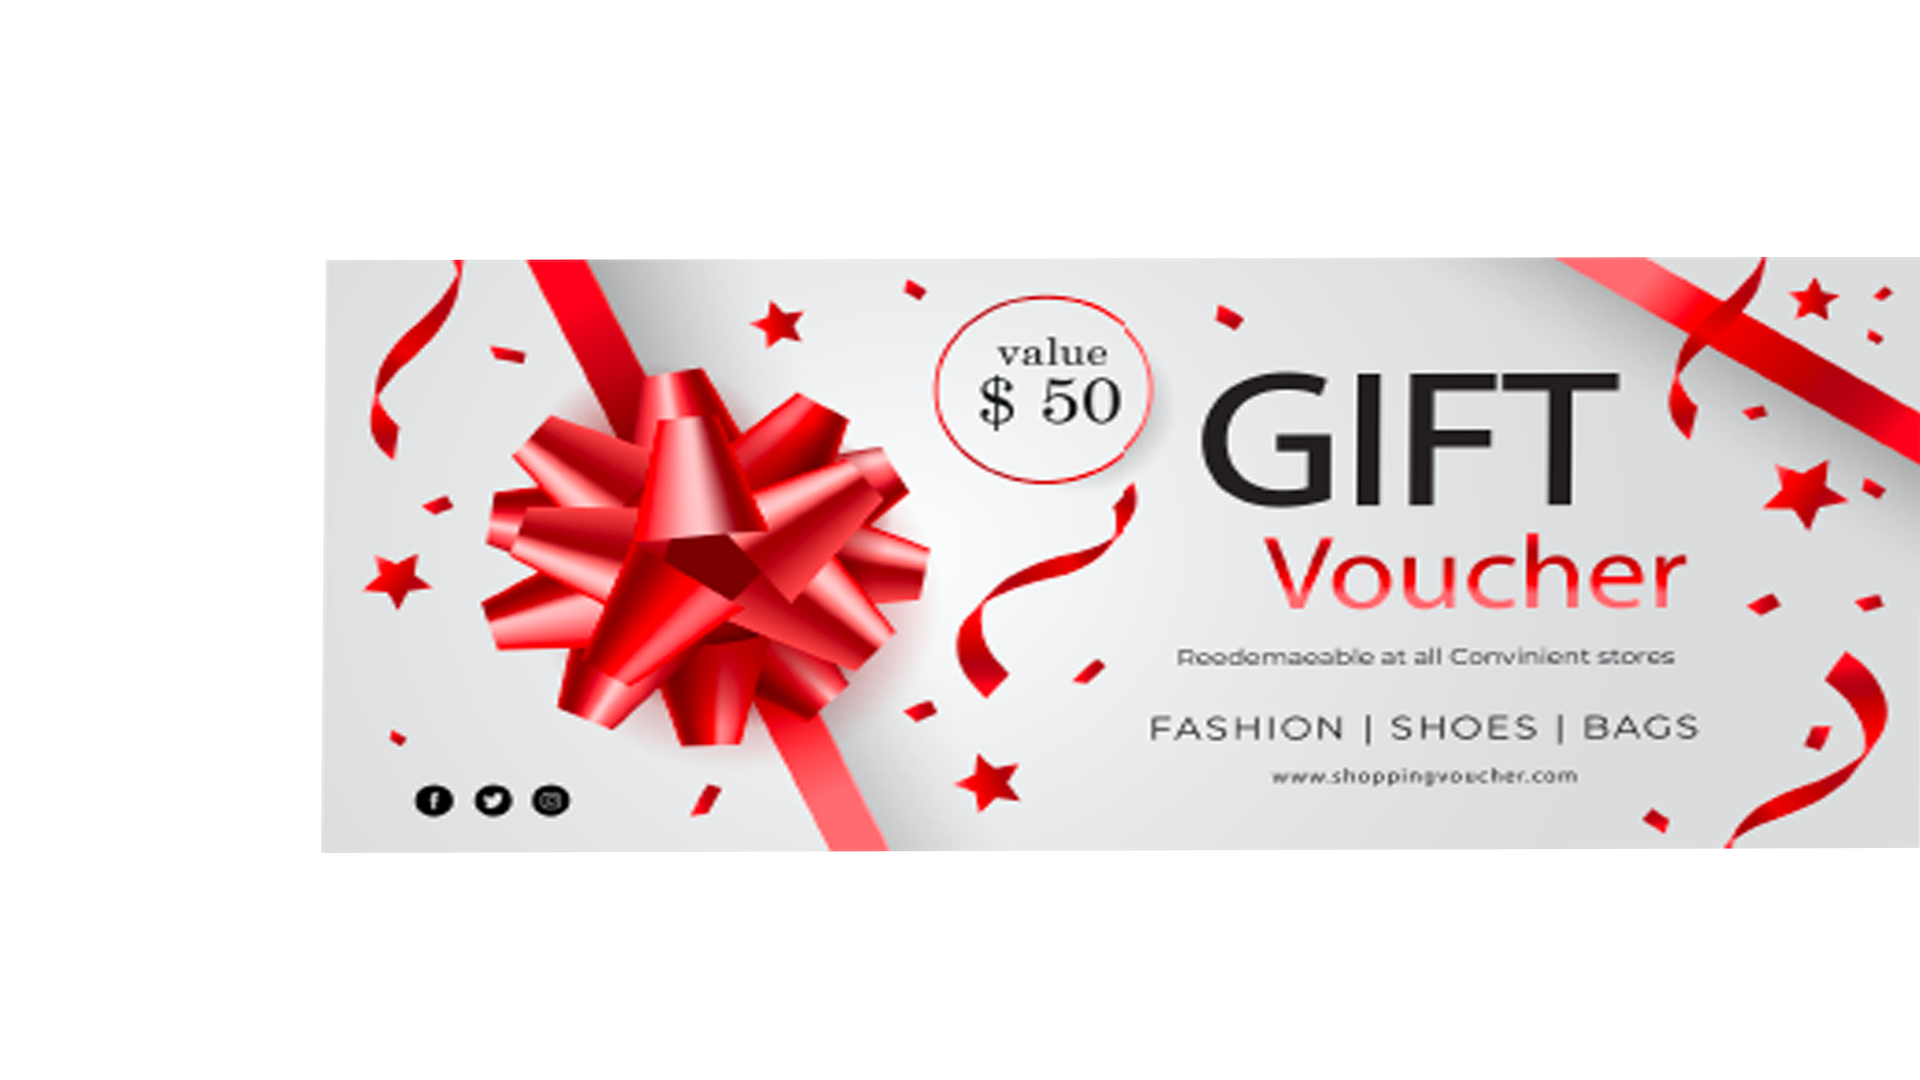 value
$ 50
GIFT
Voucher
Reedemaeable at all Convinient stores
FASHION | SHOES | BAGS
www.shoppingvoucher.com